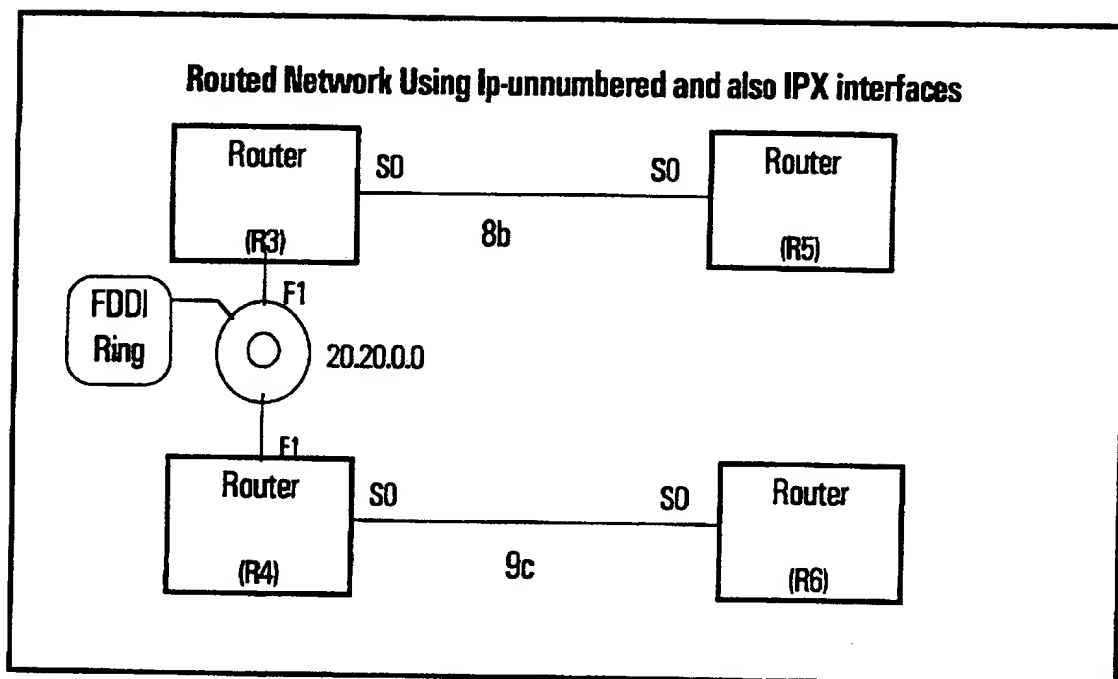 Routed Network Using Ip-unnumbered and also IPX interfaces
Router
(R3)
S0
S0
8b
Router
(R5)
F1
FDDI
Ring
20.20.0.0
F1
Router
(R4)
S0
S0
9c
Router
(R6)